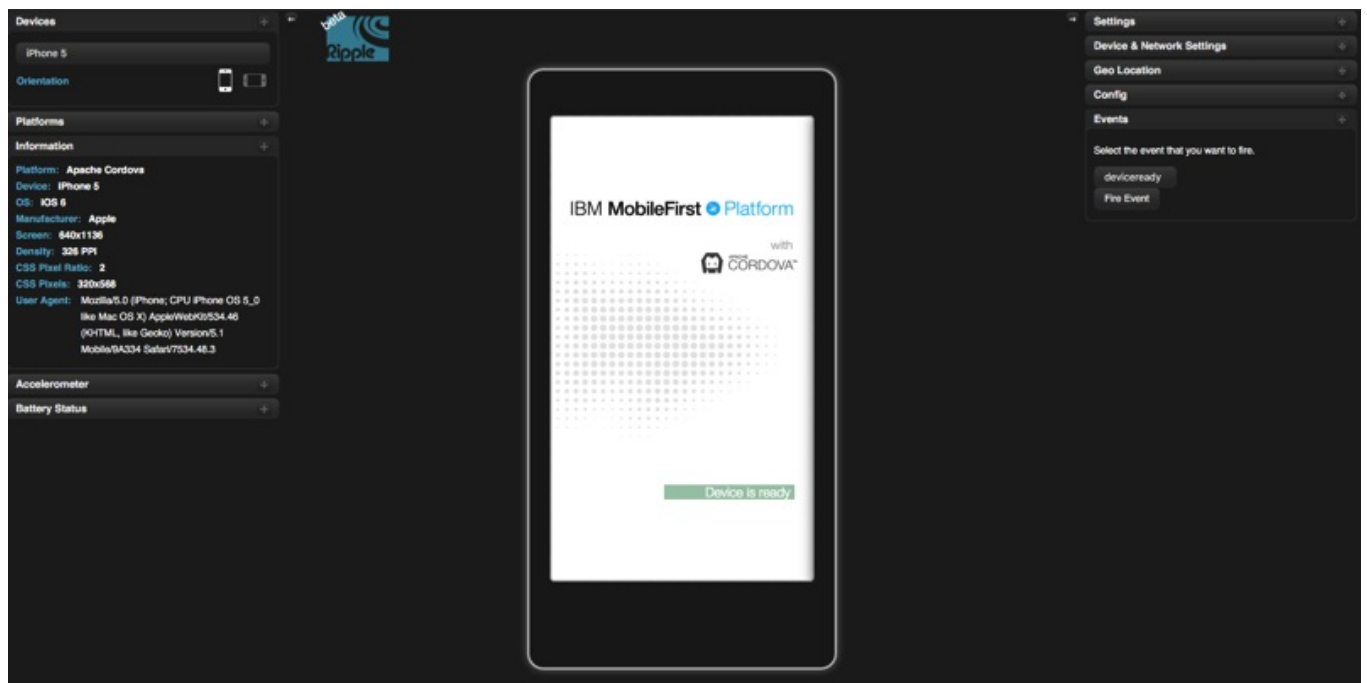 Devices
iPhone 5
Orientation
Platforms
Information
Platform: Apache Cordova
Device: iPhone 5
OS: iOS 6
Manufacturer: Apple
Screen: 640x1136
Density: 326 PPI
CSS Pixel Ratio: 2
CSS Pixels: 320x568
User Agent: Mozilla/5.0 (iPhone; CPU iPhone OS 5_0
like Mac OS X) AppleWebKit/534.46
(KHTML, like Gecko) Version/5.1
Mobile/9A334 Safari/7534.48.3
Accelerometer
Battery Status
beta
Ripple
IBM MobileFirst Platform
with
APACHE
CORDOVA™
Device is ready
Settings
Device & Network Settings
Geo Location
Config
Events
Select the event that you want to fire.
deviceready
Fire Event